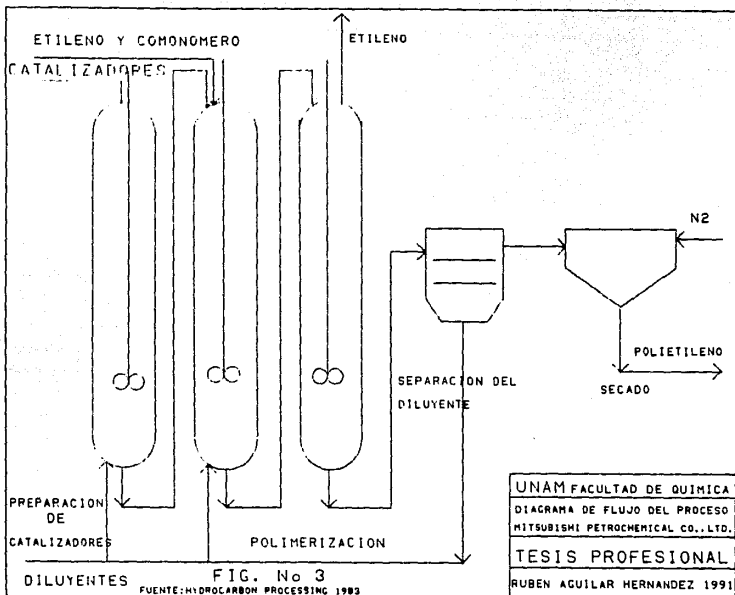 ETILENO Y COMONOMERO
CATALIZADORES
ETILENO
N2
POLIETILENO
SECADO
SEPARACION DEL
DILUYENTE
PREPARACION
DE
CATALIZADORES
POLIMERIZACION
DILUYENTES
FIG. No 3
FUENTE:HYDROCARBON PROCESSING 1983
UNAM FACULTAD DE QUIMICA
DIAGRAMA DE FLUJO DEL PROCESO
MITSUBISHI PETROCHEMICAL CO.,LTD.
TESIS PROFESIONAL
RUBEN AGUILAR HERNANDEZ 1991